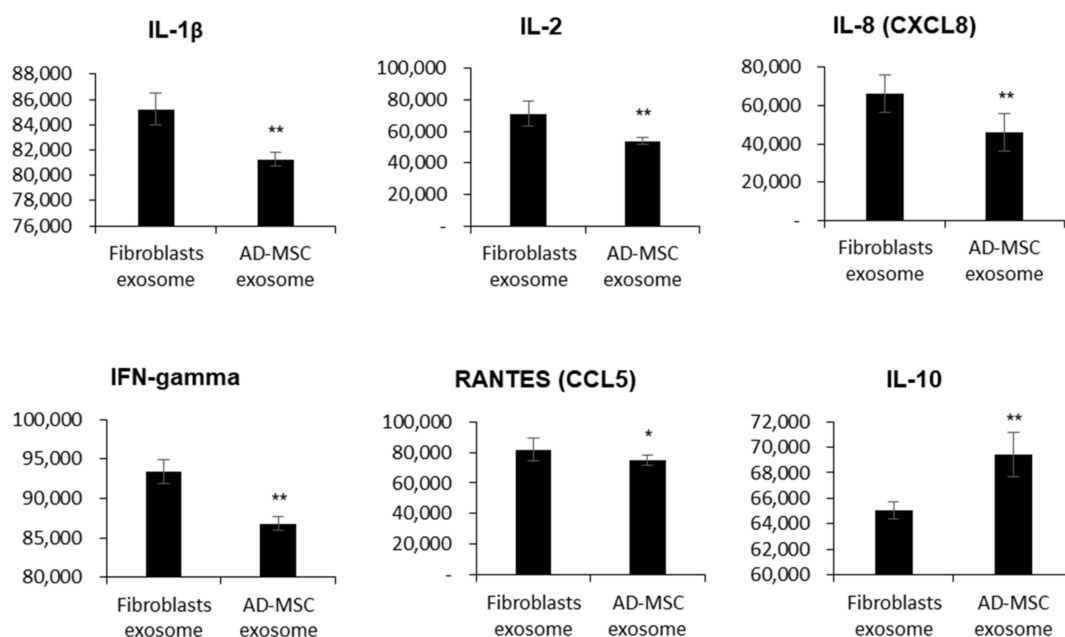 IL-1β
88,000
86,000
84,000
82,000
80,000
78,000
76,000
**
Fibroblasts exosome
AD-MSC exosome
IL-2
100,000
80,000
60,000
40,000
20,000
-
**
Fibroblasts exosome
AD-MSC exosome
IL-8 (CXCL8)
80,000
60,000
40,000
20,000
-
**
Fibroblasts exosome
AD-MSC exosome
IFN-gamma
100,000
95,000
90,000
85,000
80,000
**
Fibroblasts exosome
AD-MSC exosome
RANTES (CCL5)
100,000
80,000
60,000
40,000
20,000
-
*
Fibroblasts exosome
AD-MSC exosome
IL-10
72,000
70,000
68,000
66,000
64,000
62,000
60,000
**
Fibroblasts exosome
AD-MSC exosome